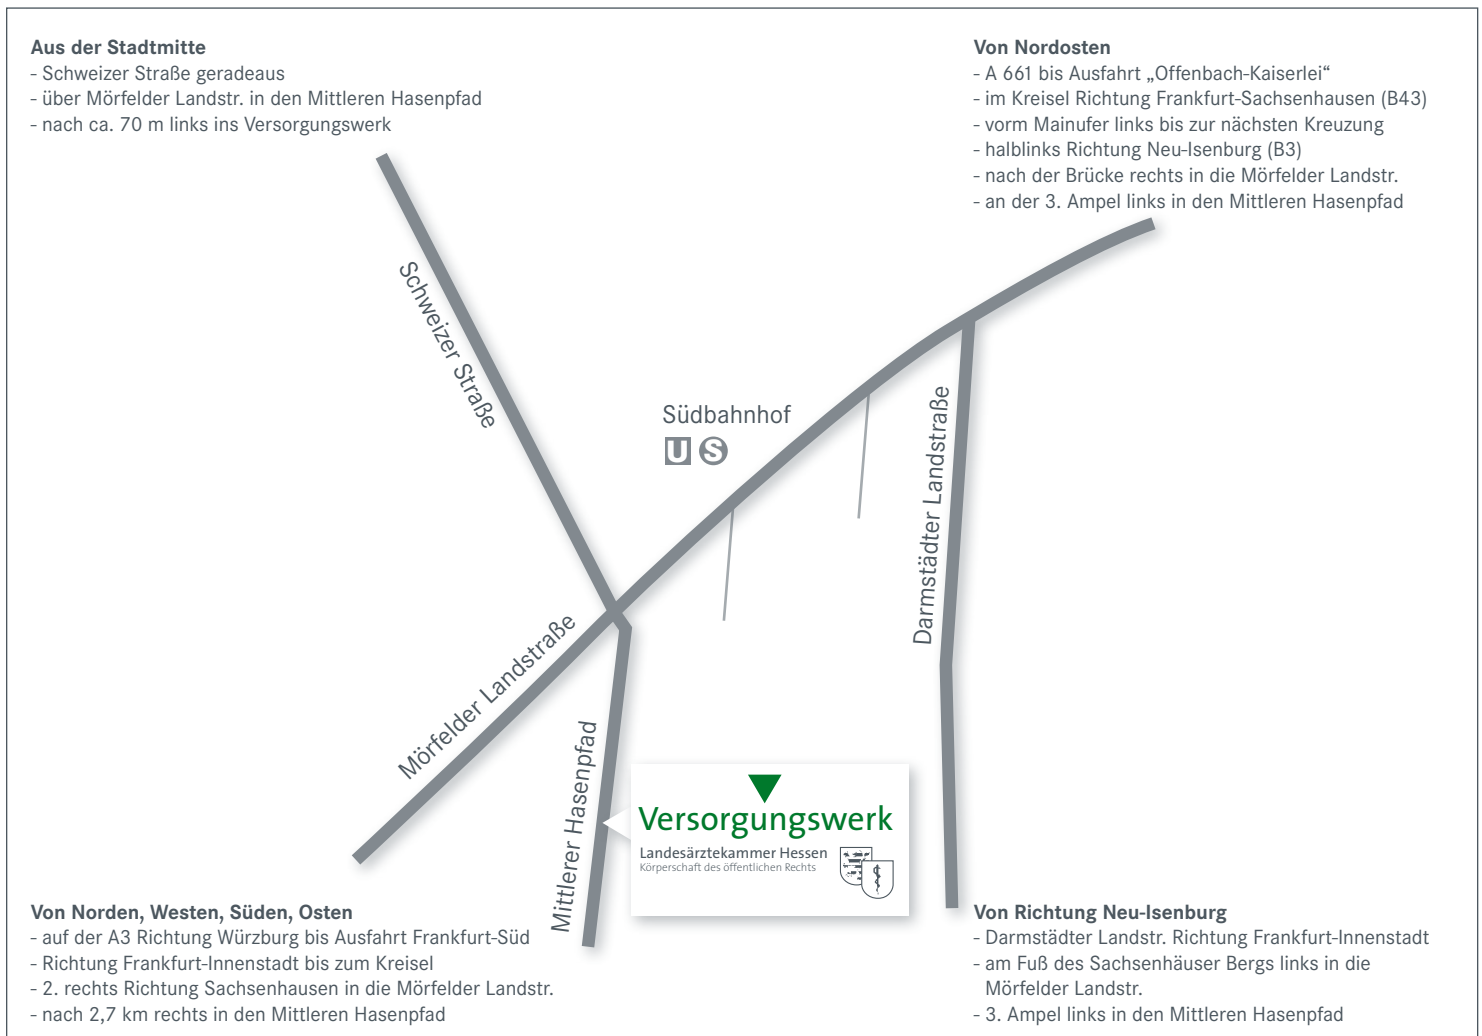 Aus der Stadtmitte
- Schweizer Straße geradeaus
- über Mörfelder Landstr. in den Mittleren Hasenpfad
- nach ca. 70 m links ins Versorgungswerk
Von Nordosten
- A 661 bis Ausfahrt „Offenbach-Kaiserlei“
- im Kreisel Richtung Frankfurt-Sachsenhausen (B43)
- vorm Mainufer links bis zur nächsten Kreuzung
- halblinks Richtung Neu-Isenburg (B3)
- nach der Brücke rechts in die Mörfelder Landstr.
- an der 3. Ampel links in den Mittleren Hasenpfad
Schweizer Straße
Südbahnhof
U S
Darmstädter Landstraße
Mörfelder Landstraße
Mittlerer Hasenpfad
Versorgungswerk
Landesärztekammer Hessen
Körperschaft des öffentlichen Rechts
Von Norden, Westen, Süden, Osten
- auf der A3 Richtung Würzburg bis Ausfahrt Frankfurt-Süd
- Richtung Frankfurt-Innenstadt bis zum Kreisel
- 2. rechts Richtung Sachsenhausen in die Mörfelder Landstr.
- nach 2,7 km rechts in den Mittleren Hasenpfad
Von Richtung Neu-Isenburg
- Darmstädter Landstr. Richtung Frankfurt-Innenstadt
- am Fuß des Sachsenhäuser Bergs links in die
Mörfelder Landstr.
- 3. Ampel links in den Mittleren Hasenpfad